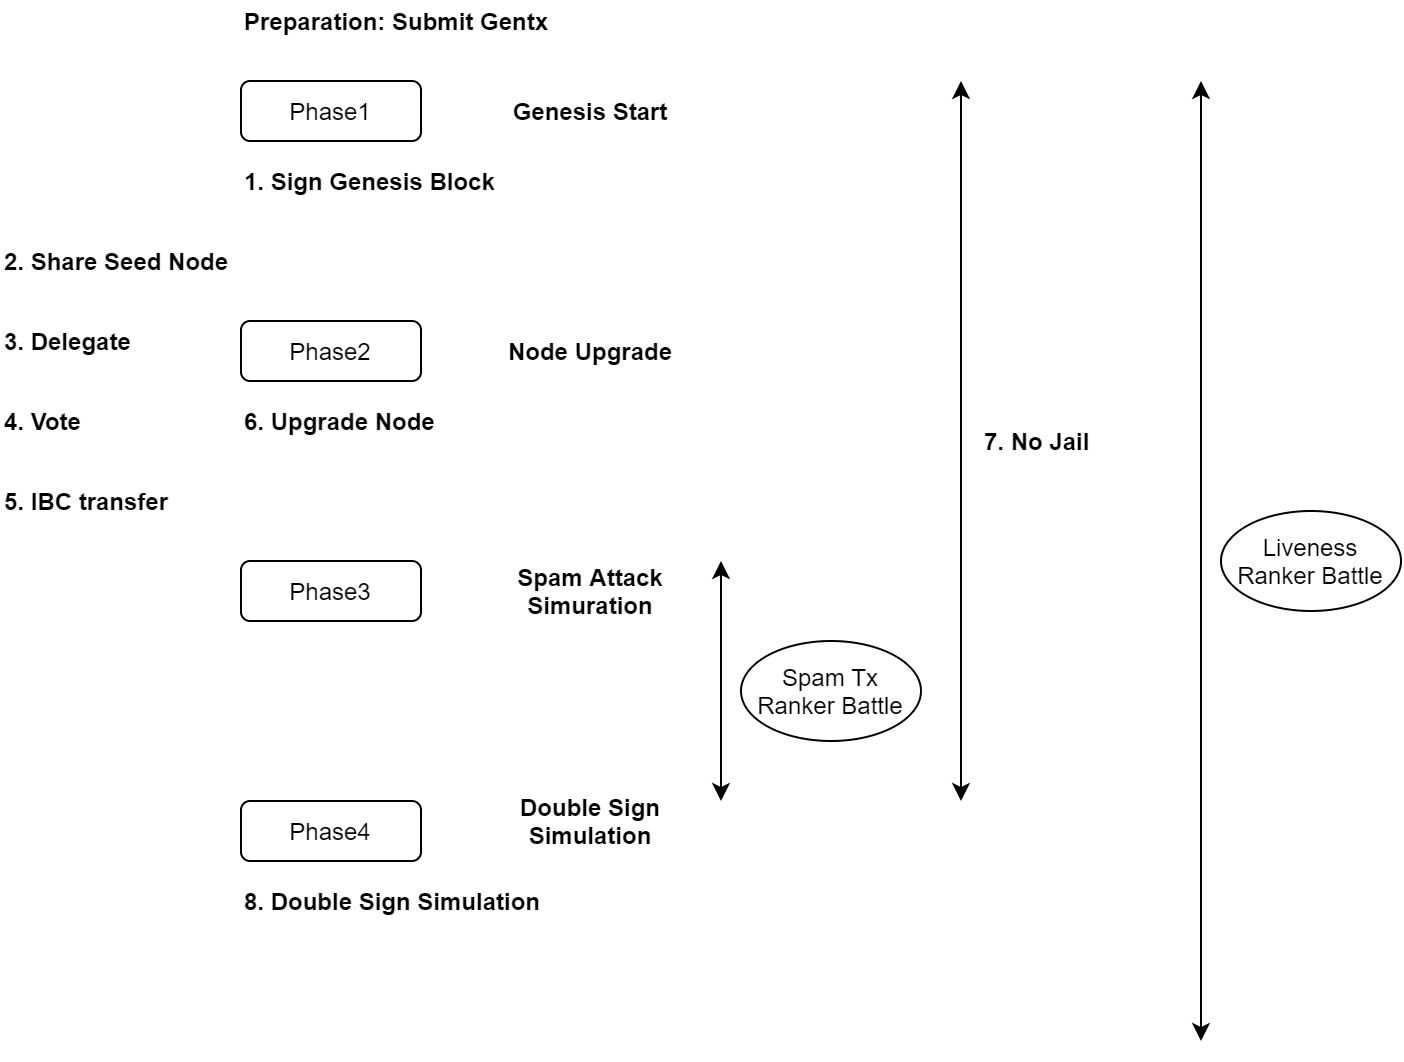 Preparation: Submit Gentx
Phase1
Genesis Start
1. Sign Genesis Block
2. Share Seed Node
3. Delegate
Phase2
Node Upgrade
4. Vote
6. Upgrade Node
7. No Jail
5. IBC transfer
Liveness
Ranker Battle
Phase3
Spam Attack
Simuration
Spam Tx
Ranker Battle
Phase4
Double Sign
Simulation
8. Double Sign Simulation